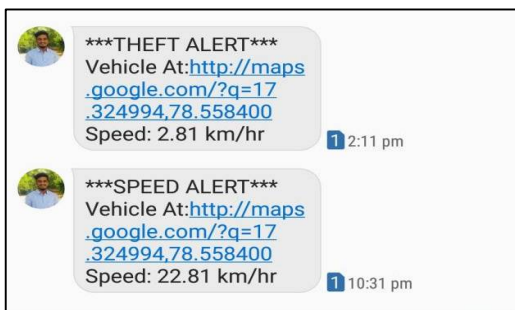 ***THEFT ALERT***
Vehicle At:http://maps
.google.com/?q=17
.324994,78.558400
Speed: 2.81 km/hr
1 2:11 pm
***SPEED ALERT***
Vehicle At:http://maps
.google.com/?q=17
.324994,78.558400
Speed: 22.81 km/hr
1 10:31 pm